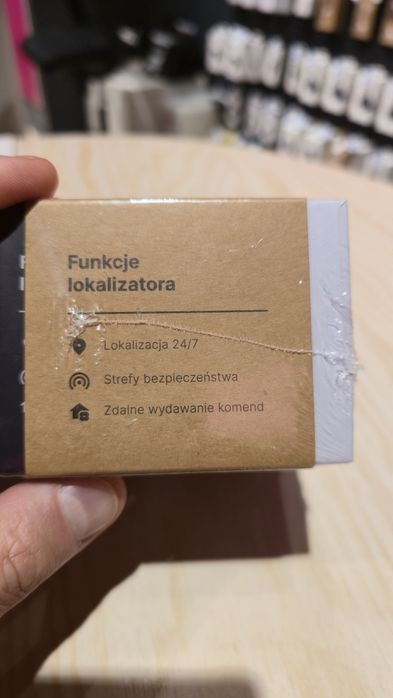 Funkcje
lokalizatora
Lokalizacja 24/7
Strefy bezpieczeństwa
Zdalne wydawanie komend